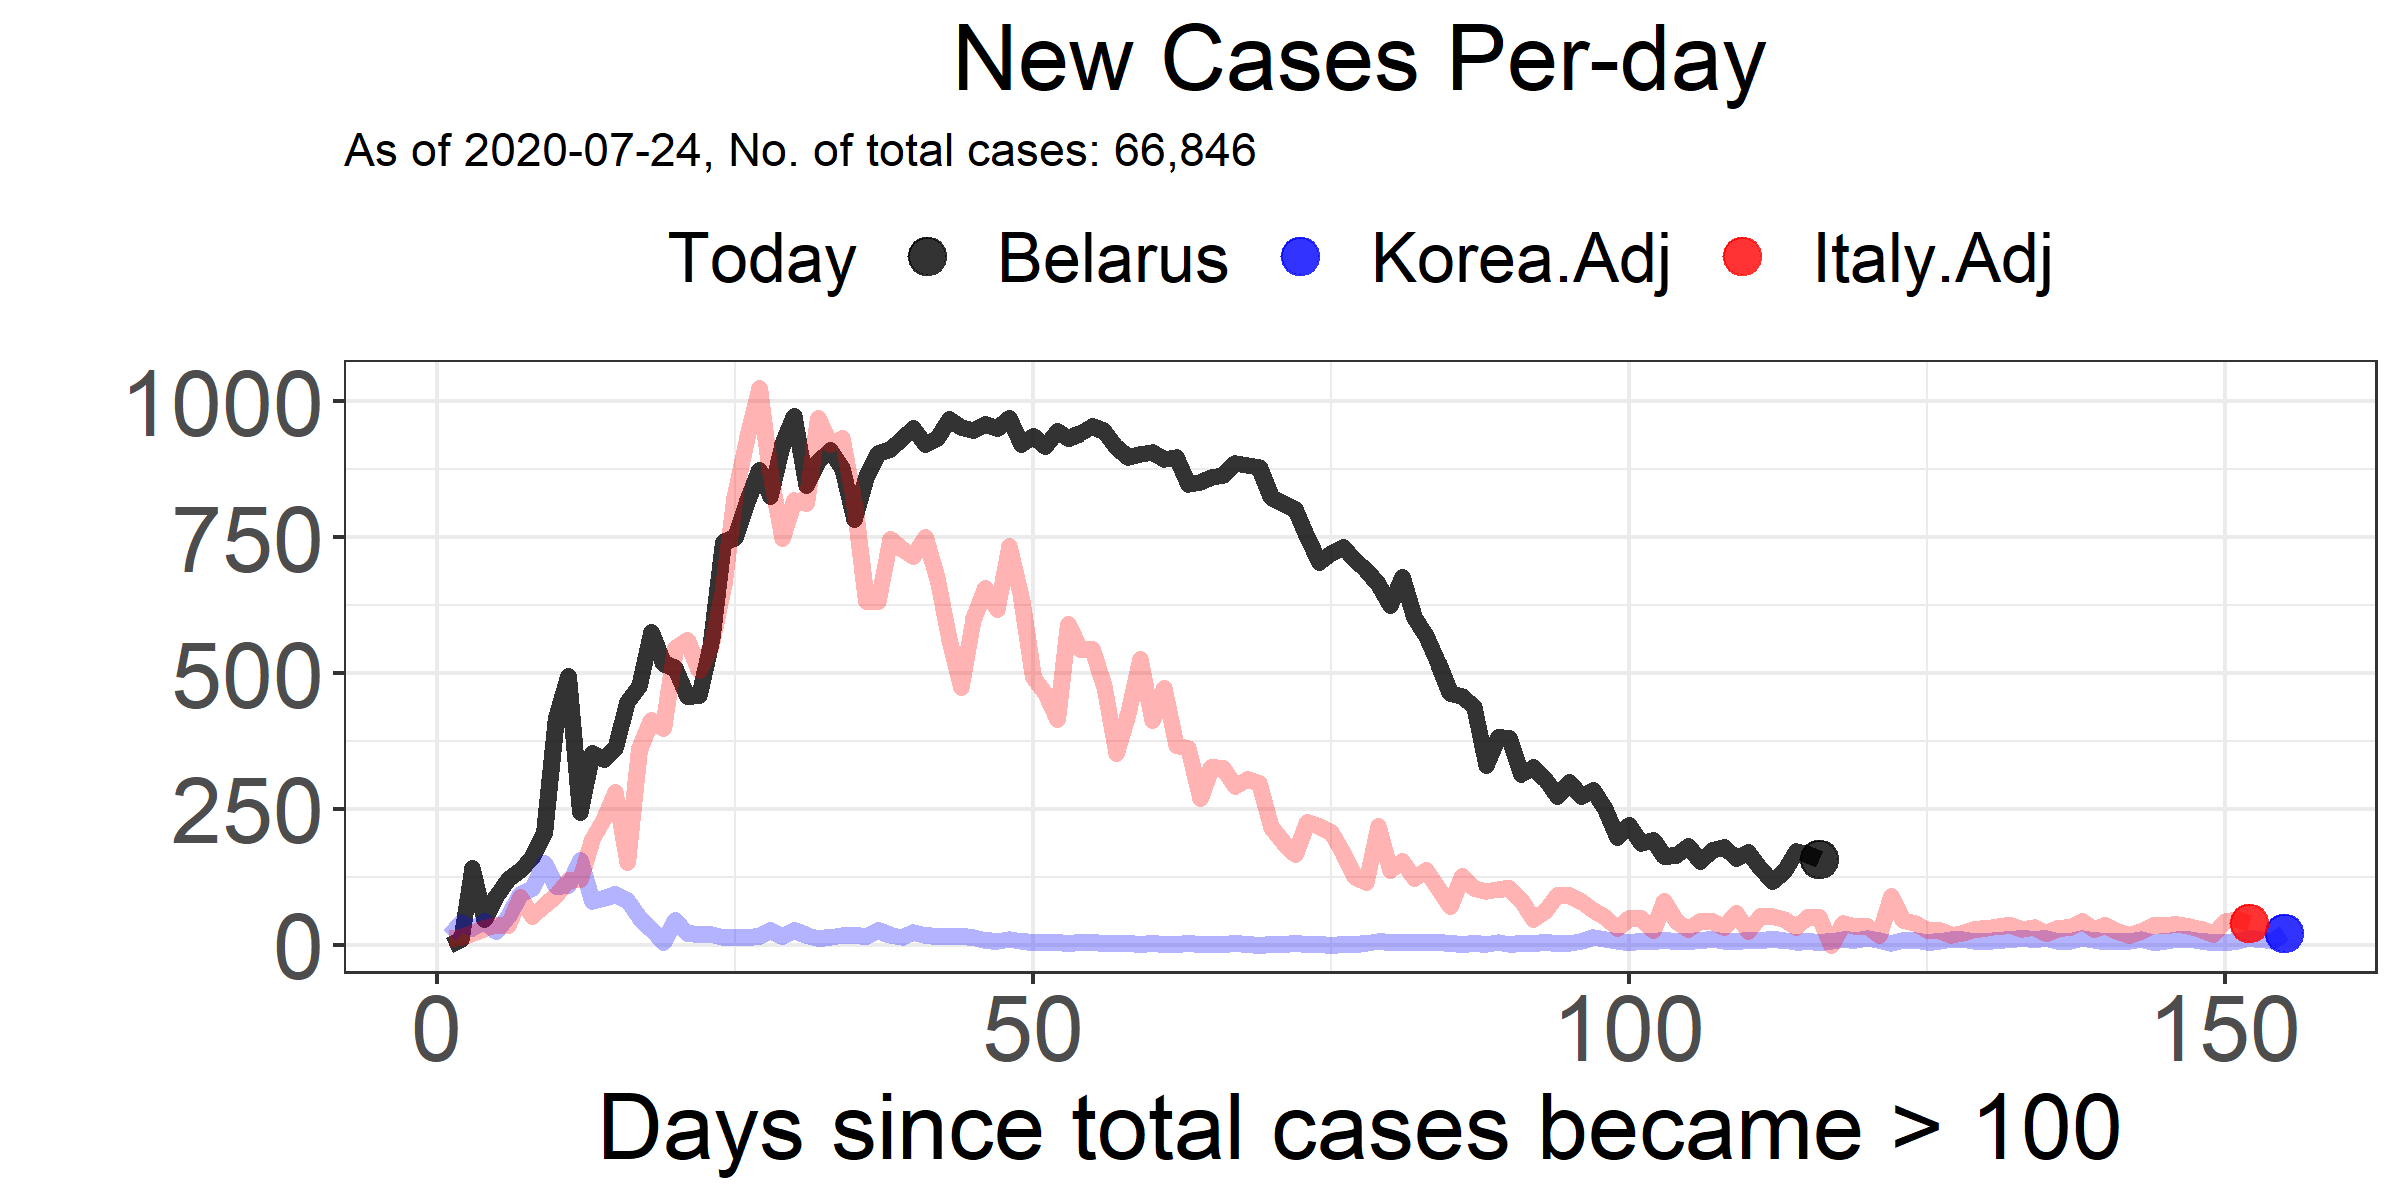 New Cases Per-day
As of 2020-07-24, No. of total cases: 66,846
Today Belarus Korea.Adj Italy.Adj
1000
750
500
250
0
0 50 100 150
Days since total cases became > 100